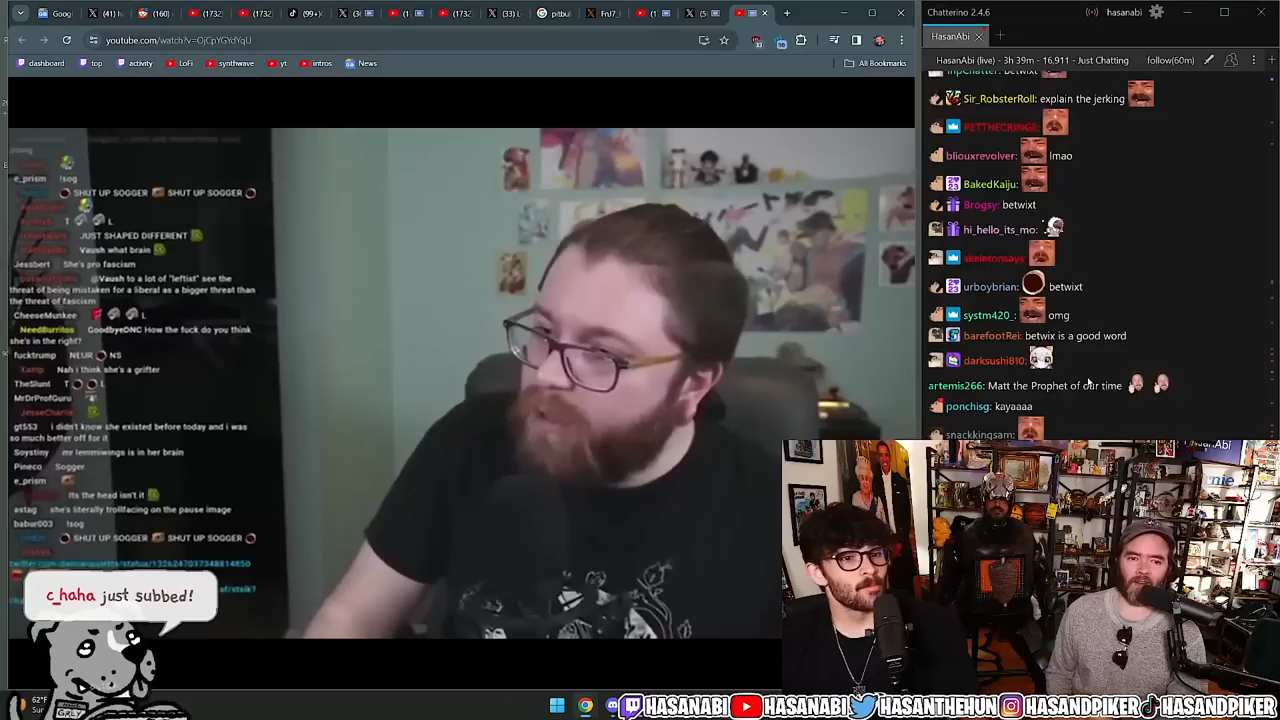 youtube.com/watch?v=OjCpYGYdYqU
dashboard
top
activity
LoFi
synthwave
yt
intros
News
All Bookmarks
e_prism !sog
SHUT UP SOGGER SHUT UP SOGGER
T L
JUST SHAPED DIFFERENT
Vaush what brain
Jessbert She's pro fascism
@Vaush to a lot of "leftist" see the
threat of being mistaken for a liberal as a bigger threat than
the threat of fascism
CheeseMunkee L
NeedBurritos GoodbyeDNC How the fuck do you think
she's in the right?
fucktrump NEUR NS
Xamp Nah i think she's a grifter
TheSlunt T L
MrDrProfGuru
JesseCharlie
gt553 i didn't know she existed before today and i was
so much better off for it
Soystiny mr lemmiwings is in her brain
Pineco Sogger
e_prism
Its the head isn't it
astag she's literally trollfacing on the pause image
babur003 !sog
SHUT UP SOGGER SHUT UP SOGGER
c_haha just subbed!
62°F
Chatterino 2.4.6
hasanabi
HasanAbi
HasanAbi (live) - 3h 39m - 16,911 - Just Chatting
follow(60m)
Sir_RobsterRoll: explain the jerking
PETTHECRINGE:
bliouxrevolver: lmao
BakedKaiju:
Brogsy: betwixt
hi_hello_its_mo:
skeletonsays:
urboybrian: betwixt
systm420_: omg
barefootRei: betwix is a good word
darksushi810:
artemis266: Matt the Prophet of our time
ponchisg: kayaaaa
snackkingsam:
HASANABI HASANABI HASANTHEHUN HASANDPIKER HASANDPIKER